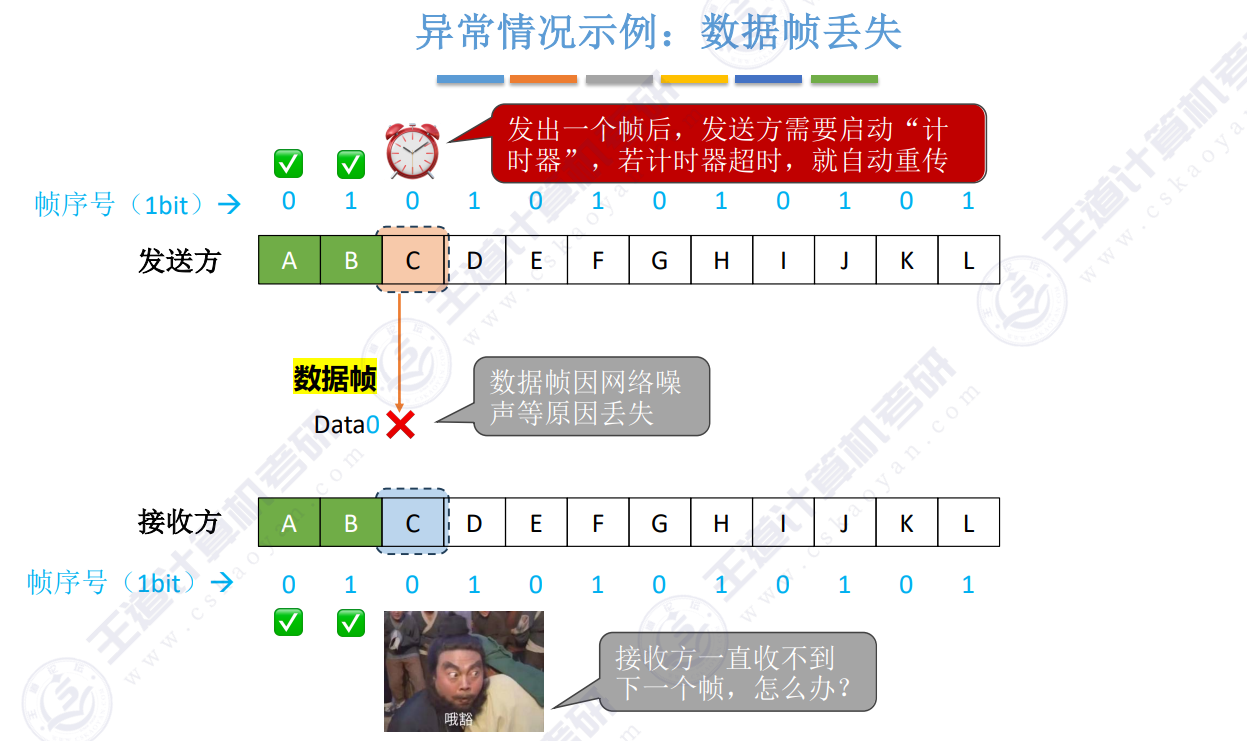 异常情况示例：数据帧丢失
发出一个帧后，发送方需要启动“计
时器”，若计时器超时，就自动重传
帧序号（1bit）→ 0 1 0 1 0 1 0 1 0 1 0 1
发送方 A B C D E F G H I J K L
数据帧
Data0
数据帧因网络噪
声等原因丢失
接收方 A B C D E F G H I J K L
帧序号（1bit）→ 0 1 0 1 0 1 0 1 0 1 0 1
哦豁
接收方一直收不到
下一个帧，怎么办？
王道计算机考研
www.cskaoyan.com